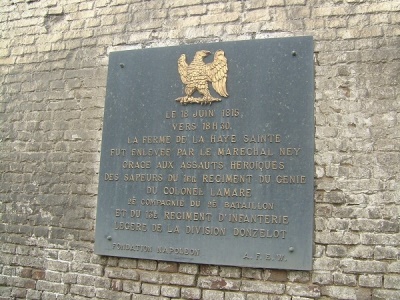 LE 18 JUIN 1815,
VERS 18H30,
LA FERME DE LA HAYE SAINTE
FUT ENLEVÉE PAR LE MARÉCHAL NEY
GRÂCE AUX ASSAUTS HÉROÏQUES
DES SAPEURS DU 1ER RÉGIMENT DU GÉNIE
DU COLONEL LAMARE
2E COMPAGNIE DU 2E BATAILLON
ET DU RÉGIMENT D'INFANTERIE
LÉGÈRE DE LA DIVISION DONZELOT
FONDATION NAPOLÉON A.F.B.W.